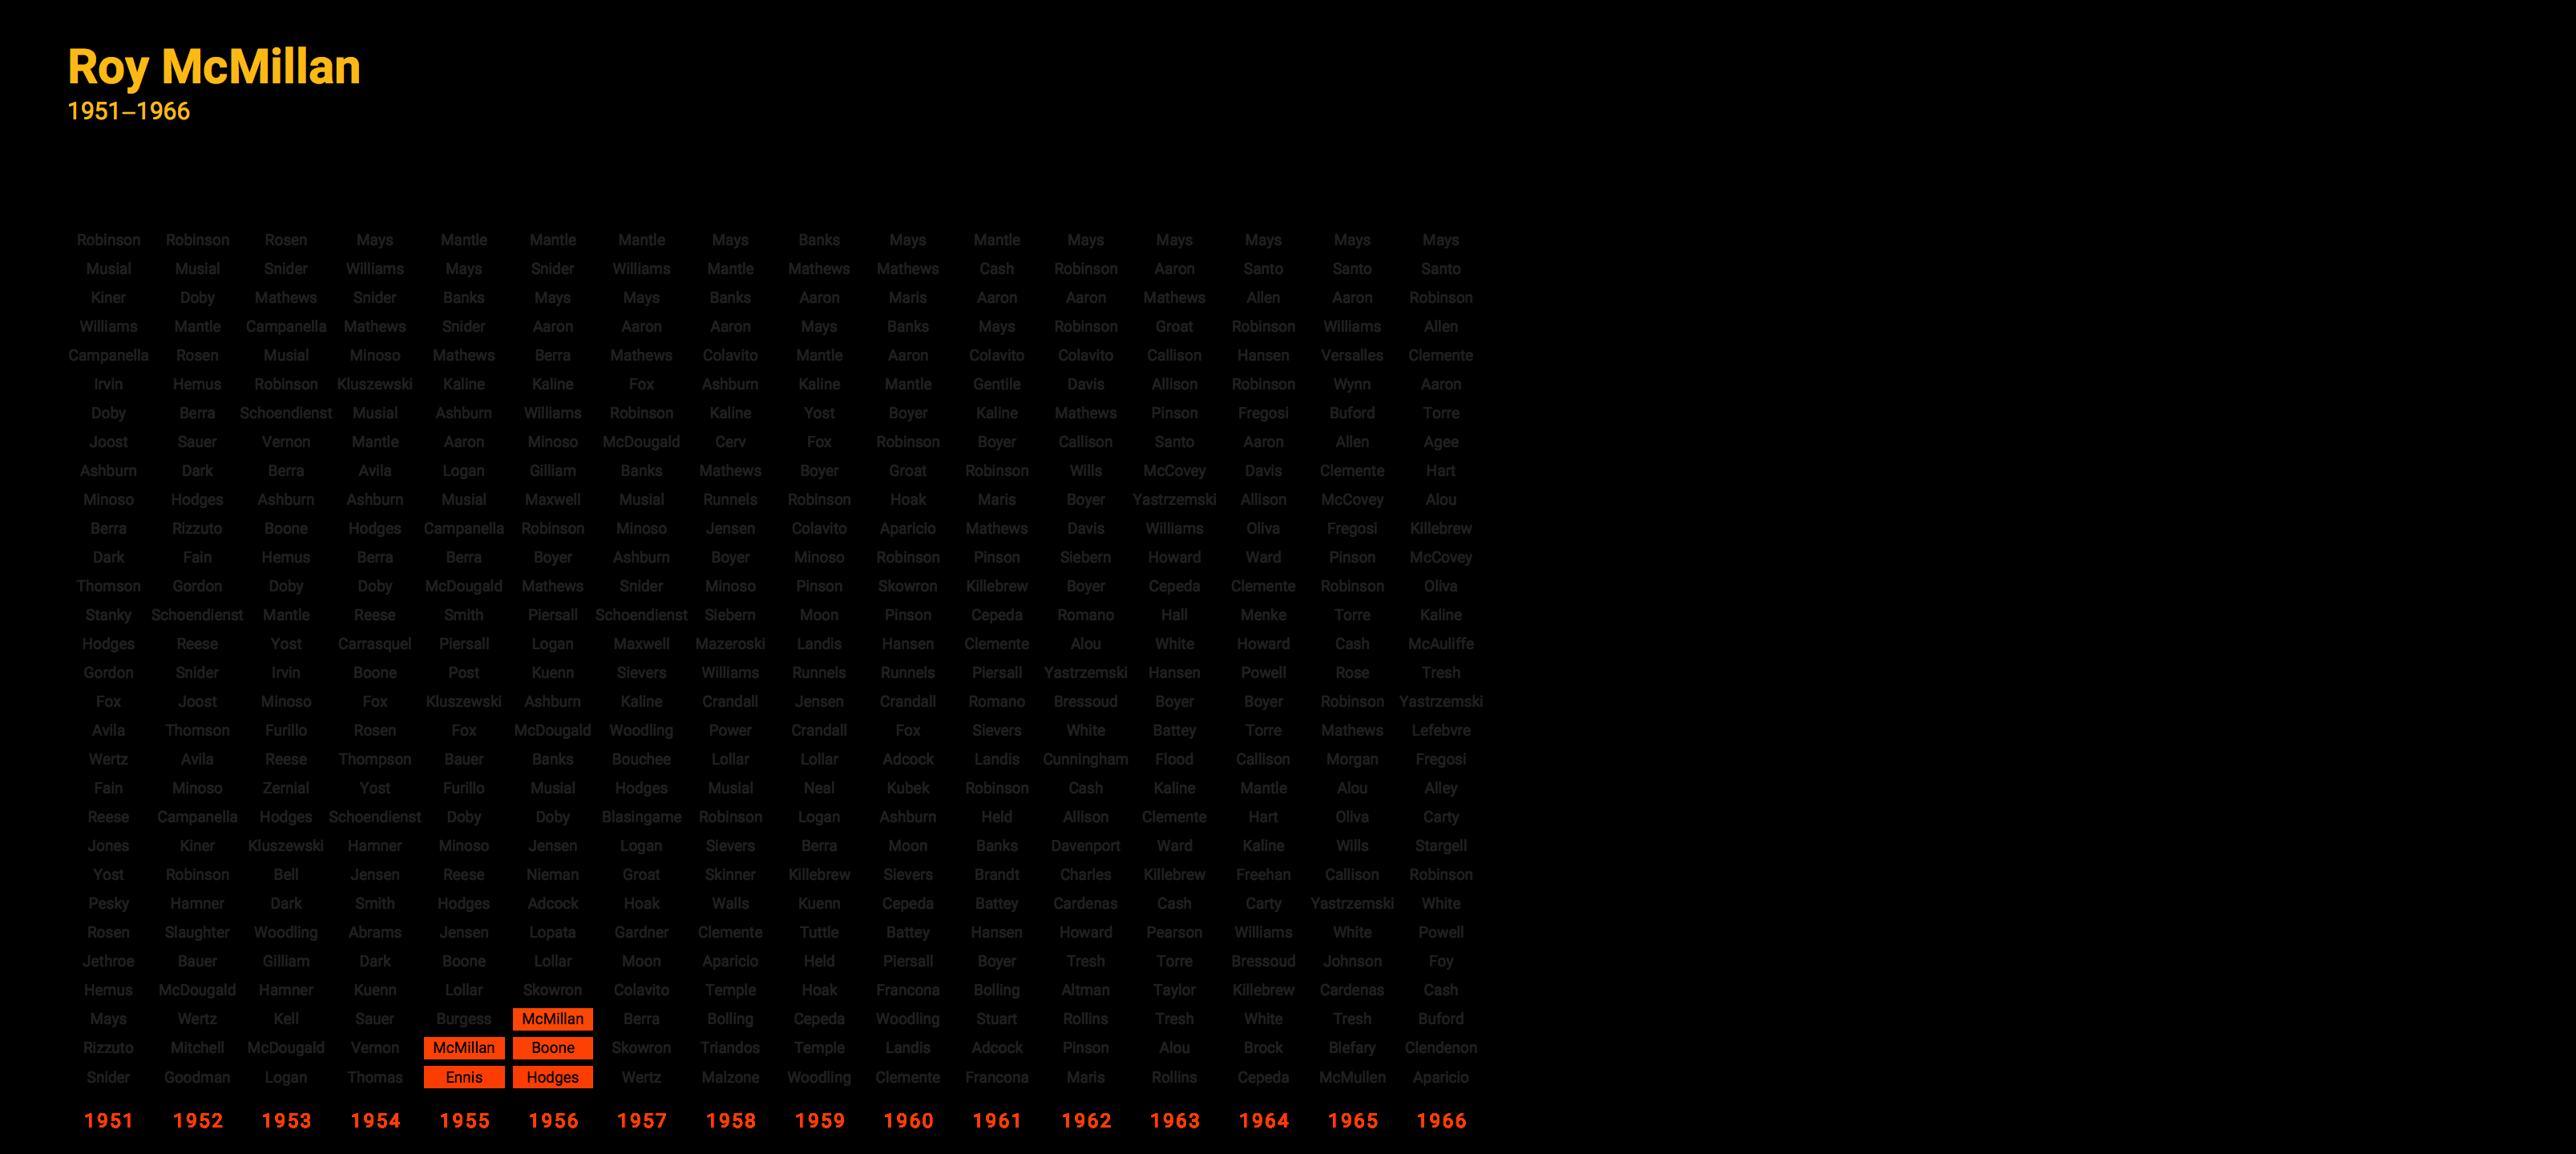 Roy McMillan
1951–1966
Robinson Robinson Rosen Mays Mantle Mantle Mantle Mays Banks Mays Mantle Mays Mays Mays Mays Mays
Musial Musial Snider Williams Mays Snider Williams Mantle Mathews Mathews Cash Robinson Aaron Santo Santo Santo
Kiner Doby Mathews Snider Banks Mays Mays Banks Aaron Maris Aaron Aaron Mathews Allen Aaron Robinson
Williams Mantle Campanella Mathews Snider Aaron Aaron Aaron Mays Banks Mays Robinson Groat Robinson Williams Allen
Campanella Rosen Musial Minoso Mathews Berra Mathews Colavito Mantle Aaron Colavito Colavito Callison Hansen Versalles Clemente
Irvin Hemus Robinson Kluszewski Kaline Kaline Fox Ashburn Kaline Mantle Gentile Davis Allison Robinson Wynn Aaron
Doby Berra Schoendienst Musial Ashburn Williams Robinson Kaline Yost Boyer Kaline Mathews Pinson Fregosi Buford Torre
Joost Sauer Vernon Mantle Aaron Minoso McDougald Cerv Fox Robinson Boyer Callison Santo Aaron Allen Agee
Ashburn Dark Berra Avila Logan Gilliam Banks Mathews Boyer Groat Robinson Wills McCovey Davis Clemente Hart
Minoso Hodges Ashburn Ashburn Musial Maxwell Musial Runnels Robinson Hoak Maris Boyer Yastrzemski Allison McCovey Alou
Berra Rizzuto Boone Hodges Campanella Robinson Minoso Jensen Colavito Aparicio Mathews Davis Williams Oliva Fregosi Killebrew
Dark Fain Hemus Berra Berra Boyer Ashburn Boyer Minoso Robinson Pinson Siebern Howard Ward Pinson McCovey
Thomson Gordon Doby Doby McDougald Mathews Snider Minoso Pinson Skowron Killebrew Boyer Cepeda Clemente Robinson Oliva
Stanky Schoendienst Mantle Reese Smith Piersall Schoendienst Siebern Moon Pinson Cepeda Romano Hall Menke Torre Kaline
Hodges Reese Yost Carrasquel Piersall Logan Maxwell Mazeroski Landis Hansen Clemente Alou White Howard Cash McAuliffe
Gordon Snider Irvin Boone Post Kuenn Sievers Williams Runnels Runnels Piersall Yastrzemski Hansen Powell Rose Tresh
Fox Joost Minoso Fox Kluszewski Ashburn Kaline Crandall Jensen Crandall Romano Bressoud Boyer Boyer Robinson Yastrzemski
Avila Thomson Furillo Rosen Fox McDougald Woodling Power Crandall Fox Sievers White Battey Torre Mathews Lefebvre
Wertz Avila Reese Thompson Bauer Banks Bouchee Lollar Lollar Adcock Landis Cunningham Flood Callison Morgan Fregosi
Fain Minoso Zernial Yost Furillo Musial Hodges Musial Neal Kubek Robinson Cash Kaline Mantle Alou Alley
Reese Campanella Hodges Schoendienst Doby Doby Blasingame Robinson Logan Ashburn Held Allison Clemente Hart Oliva Carty
Jones Kiner Kluszewski Hamner Minoso Jensen Logan Sievers Berra Moon Banks Davenport Ward Kaline Wills Stargell
Yost Robinson Bell Jensen Reese Nieman Groat Skinner Killebrew Sievers Brandt Charles Killebrew Freehan Callison Robinson
Pesky Hamner Dark Smith Hodges Adcock Hoak Walls Kuenn Cepeda Battey Cardenas Cash Carty Yastrzemski White
Rosen Slaughter Woodling Abrams Jensen Lopata Gardner Clemente Tuttle Battey Hansen Howard Pearson Williams White Powell
Jethroe Bauer Gilliam Dark Boone Lollar Moon Aparicio Held Piersall Boyer Tresh Torre Bressoud Johnson Foy
Hemus McDougald Hamner Kuenn Lollar Skowron Colavito Temple Hoak Francona Bolling Altman Taylor Killebrew Cardenas Cash
Mays Wertz Kell Sauer Burgess McMillan Berra Bolling Cepeda Woodling Stuart Rollins Tresh White Tresh Buford
Rizzuto Mitchell McDougald Vernon McMillan Boone Skowron Triandos Temple Landis Adcock Pinson Alou Brock Blefary Clendenon
Snider Goodman Logan Thomas Ennis Hodges Wertz Malzone Woodling Clemente Francona Maris Rollins Cepeda McMullen Aparicio
1951 1952 1953 1954 1955 1956 1957 1958 1959 1960 1961 1962 1963 1964 1965 1966